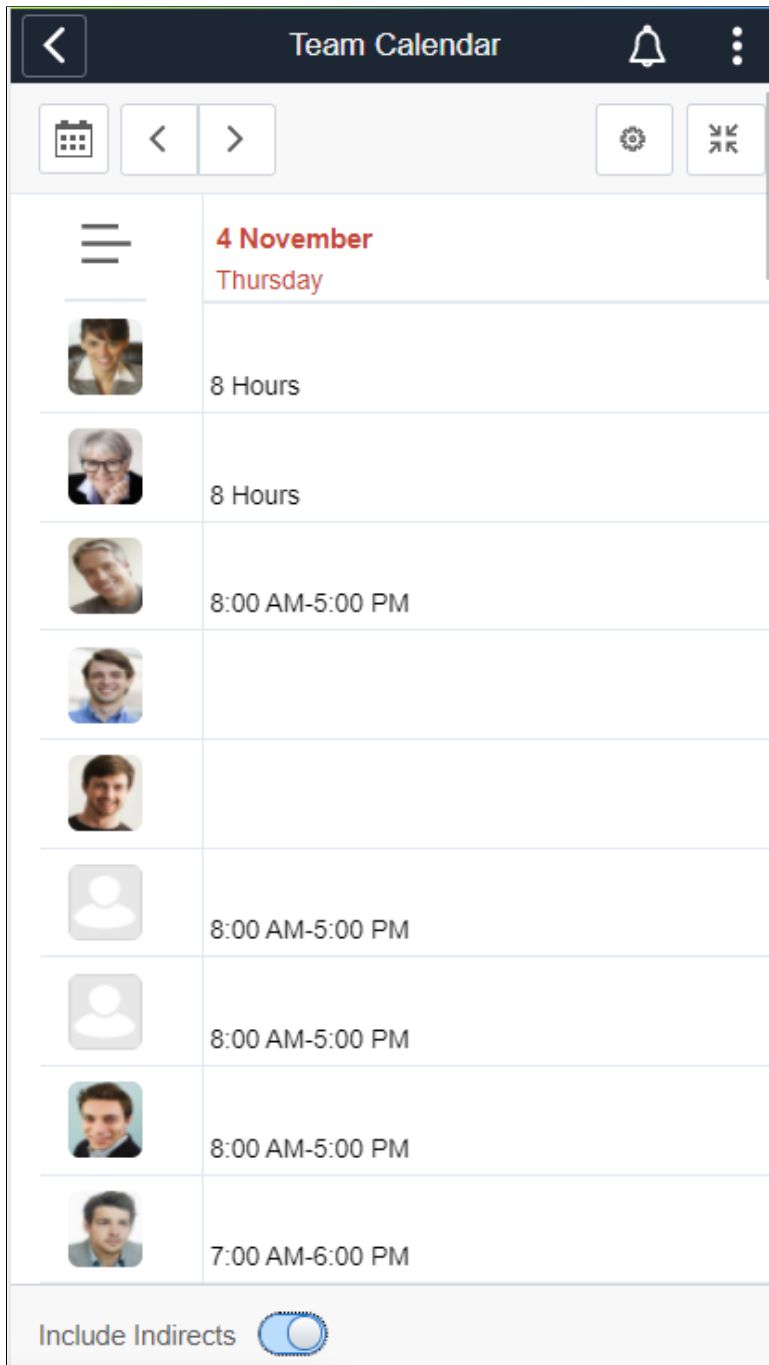 Team Calendar
4 November
Thursday
8 Hours
8 Hours
8:00 AM-5:00 PM
8:00 AM-5:00 PM
8:00 AM-5:00 PM
8:00 AM-5:00 PM
7:00 AM-6:00 PM
Include Indirects